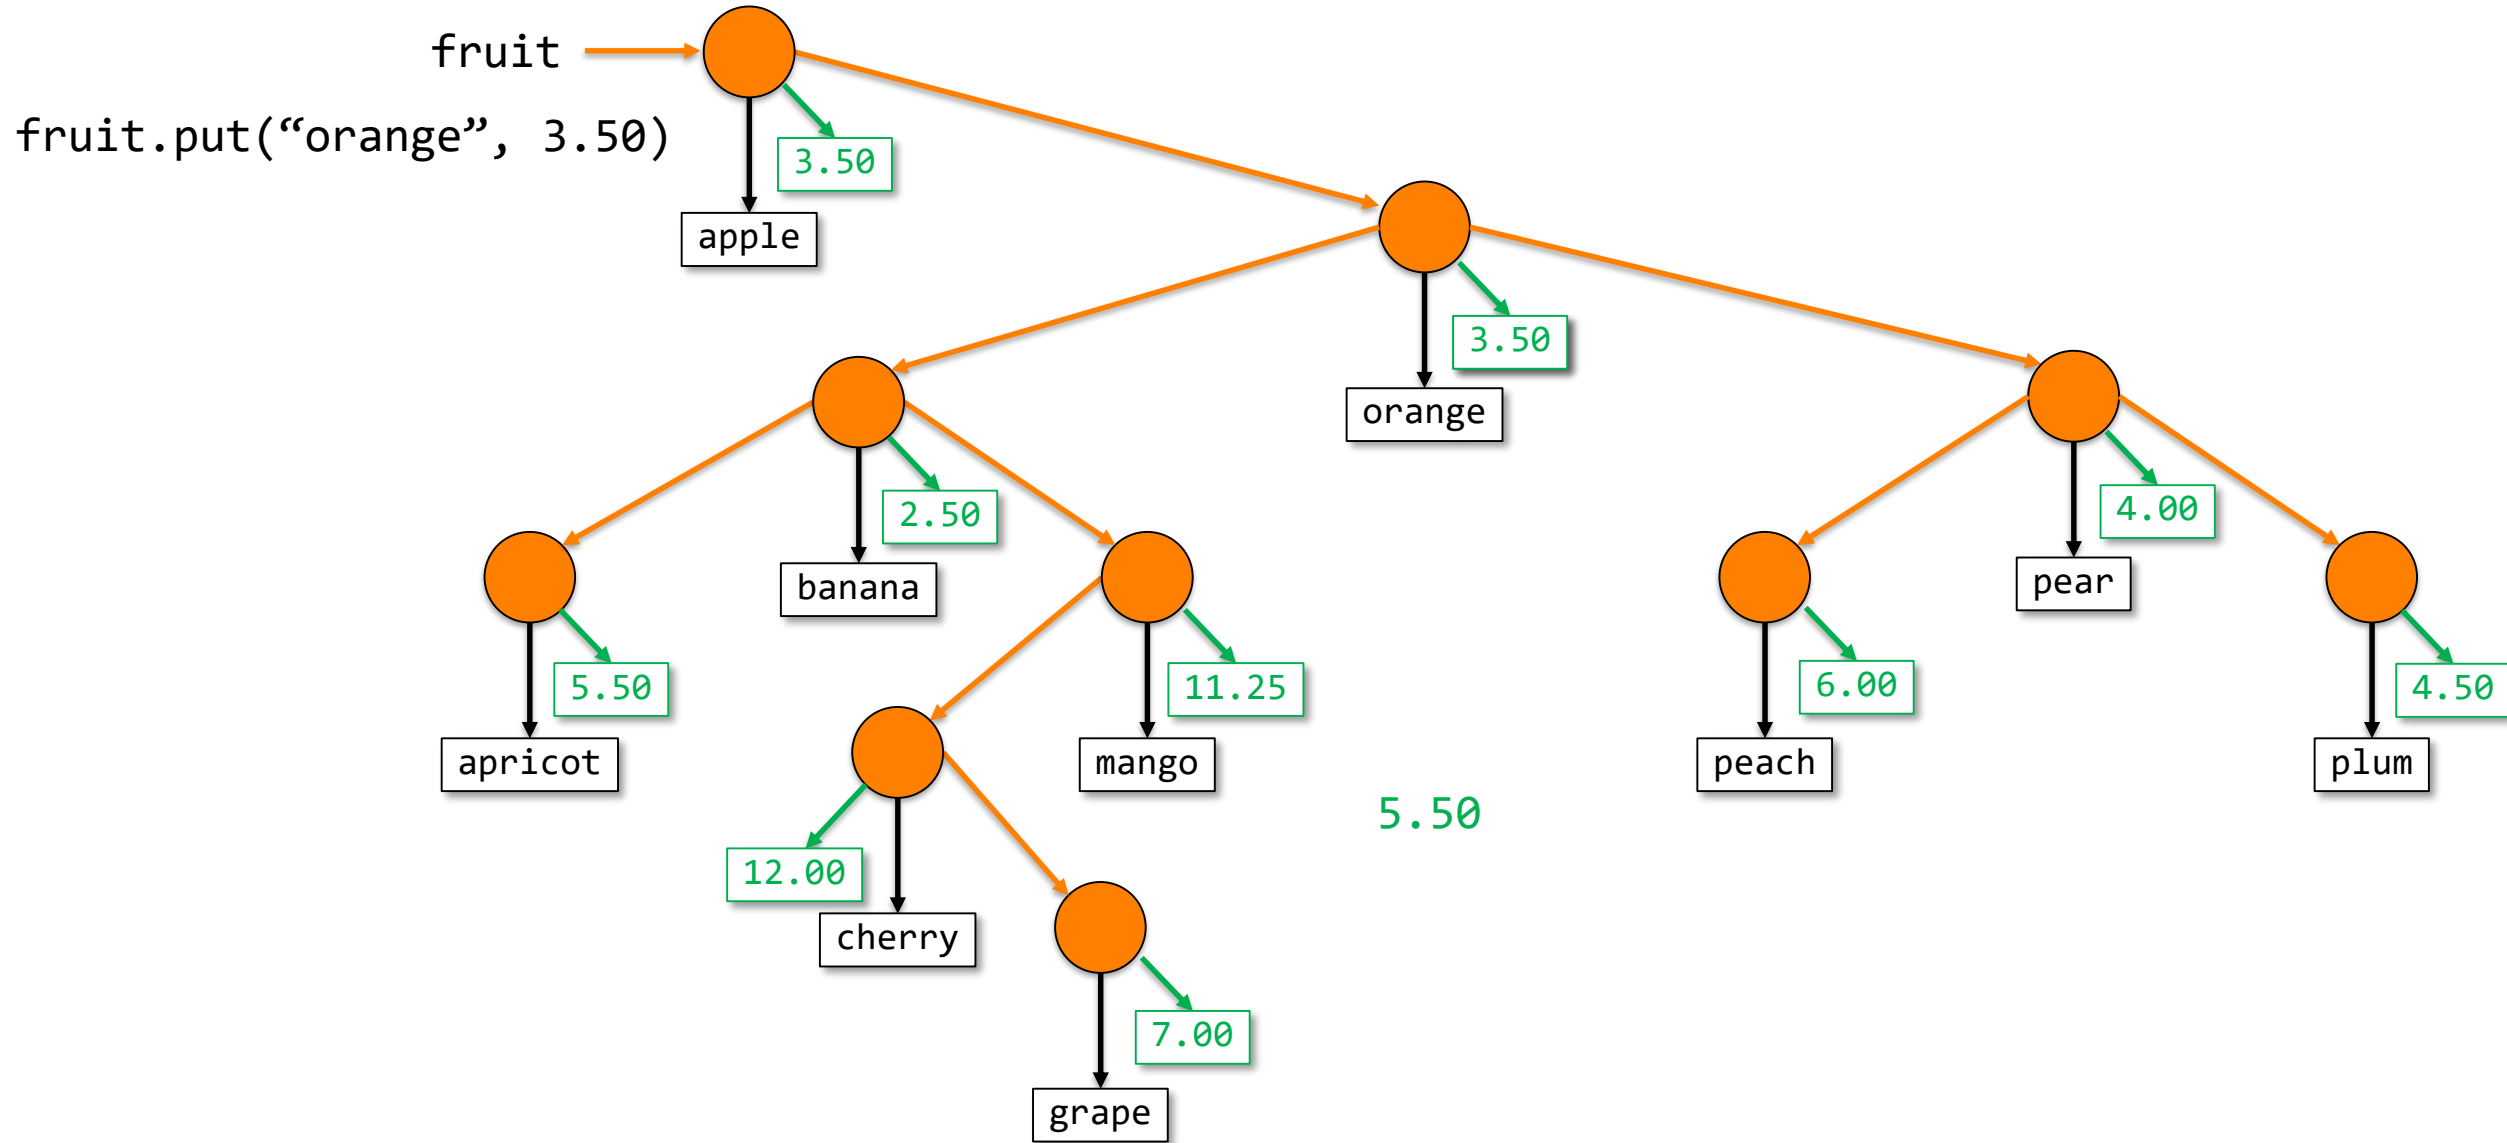 fruit
fruit.put(“orange”, 3.50)
3.50
apple
3.50
orange
2.50
banana
4.00
pear
5.50
apricot
11.25
mango
6.00
peach
4.50
plum
5.50
12.00
cherry
7.00
grape